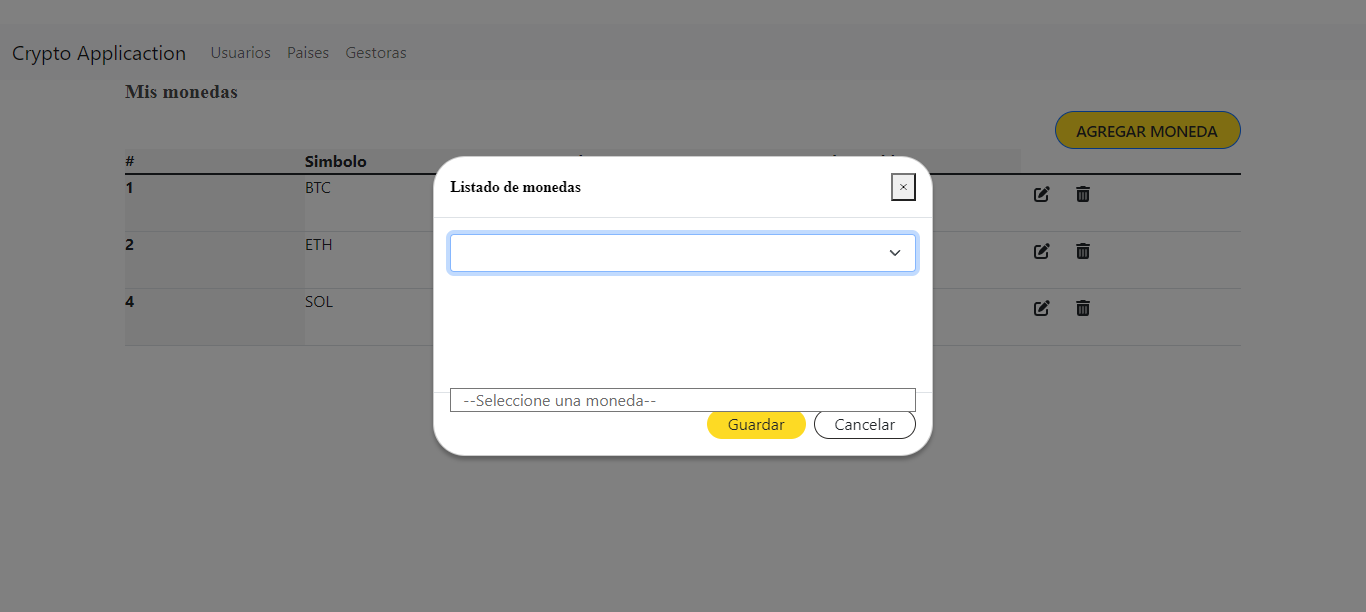 Crypto Applicaction Usuarios Paises Gestoras
Mis monedas
AGREGAR MONEDA
# Simbolo
1 BTC
2 ETH
4 SOL
Listado de monedas ×
--Seleccione una moneda--
Guardar Cancelar